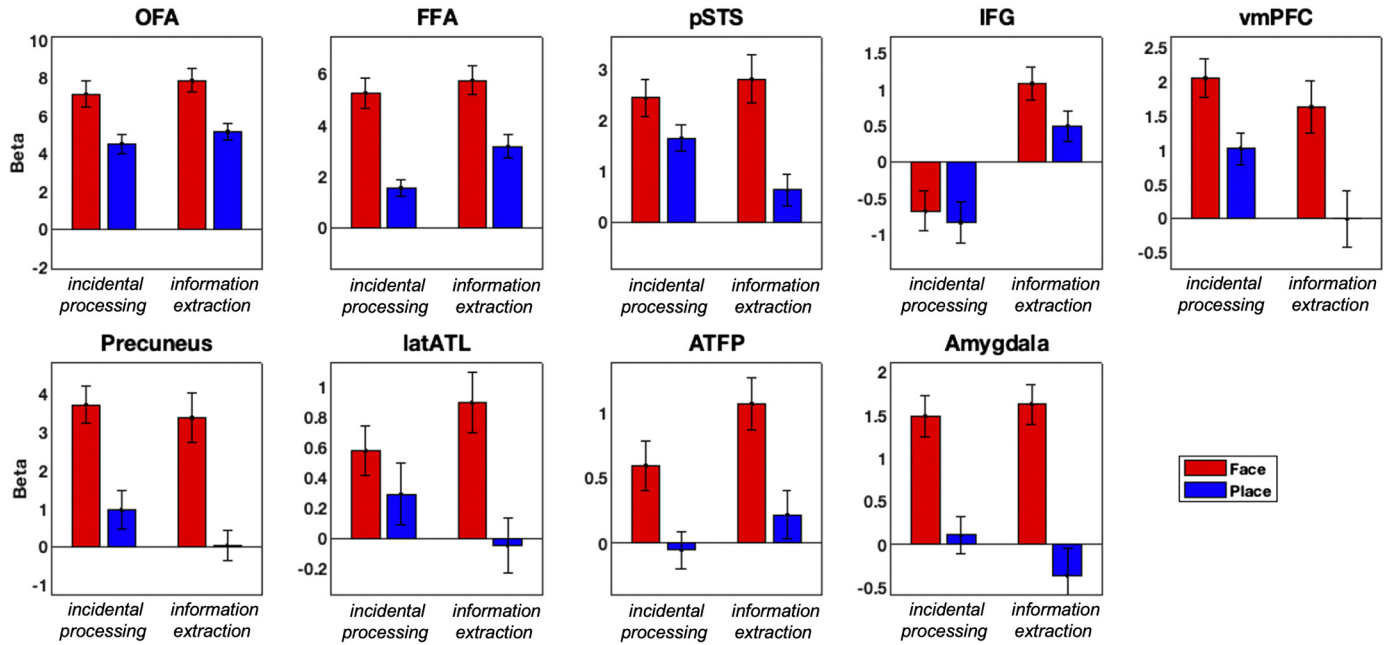 OFA
FFA
pSTS
IFG
vmPFC
Beta
10
8
6
4
2
0
-2
6
4
2
0
3
2
1
0
1.5
1
0.5
0
-0.5
-1
2.5
2
1.5
1
0.5
0
-0.5
incidental processing
information extraction
incidental processing
information extraction
incidental processing
information extraction
incidental processing
information extraction
incidental processing
information extraction
Precuneus
latATL
ATFP
Amygdala
Beta
4
3
2
1
0
-1
1
0.8
0.6
0.4
0.2
0
-0.2
1
0.5
0
2
1.5
1
0.5
0
-0.5
Face
Place
incidental processing
information extraction
incidental processing
information extraction
incidental processing
information extraction
incidental processing
information extraction